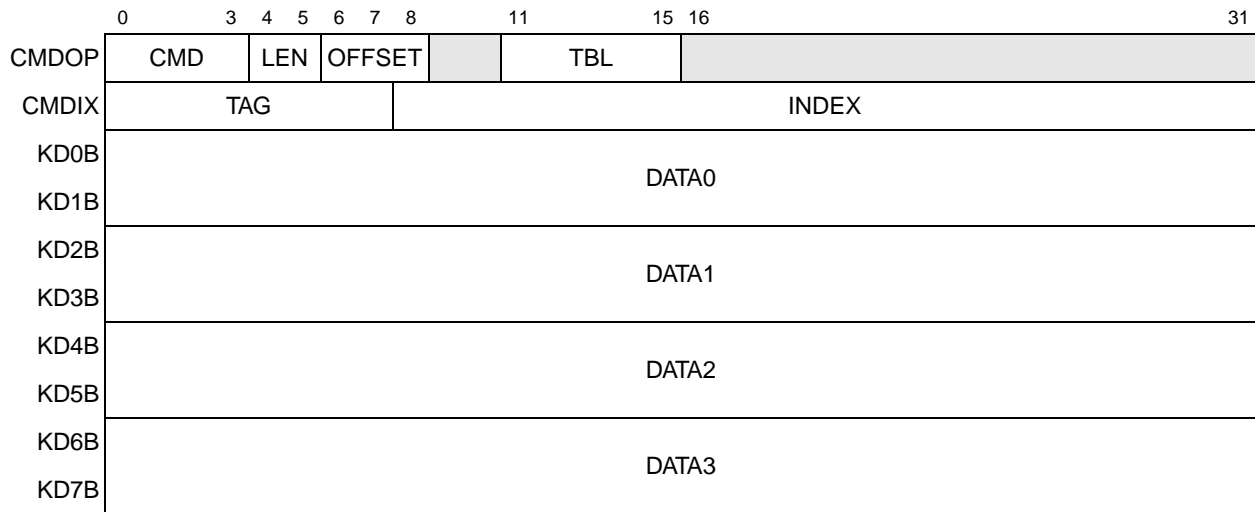 0 3 4 5 6 7 8 11 15 16 31
CMDOP CMD LEN OFFSET TBL
CMDIX TAG INDEX
KD0B
DATA0
KD1B
KD2B
DATA1
KD3B
KD4B
DATA2
KD5B
KD6B
DATA3
KD7B